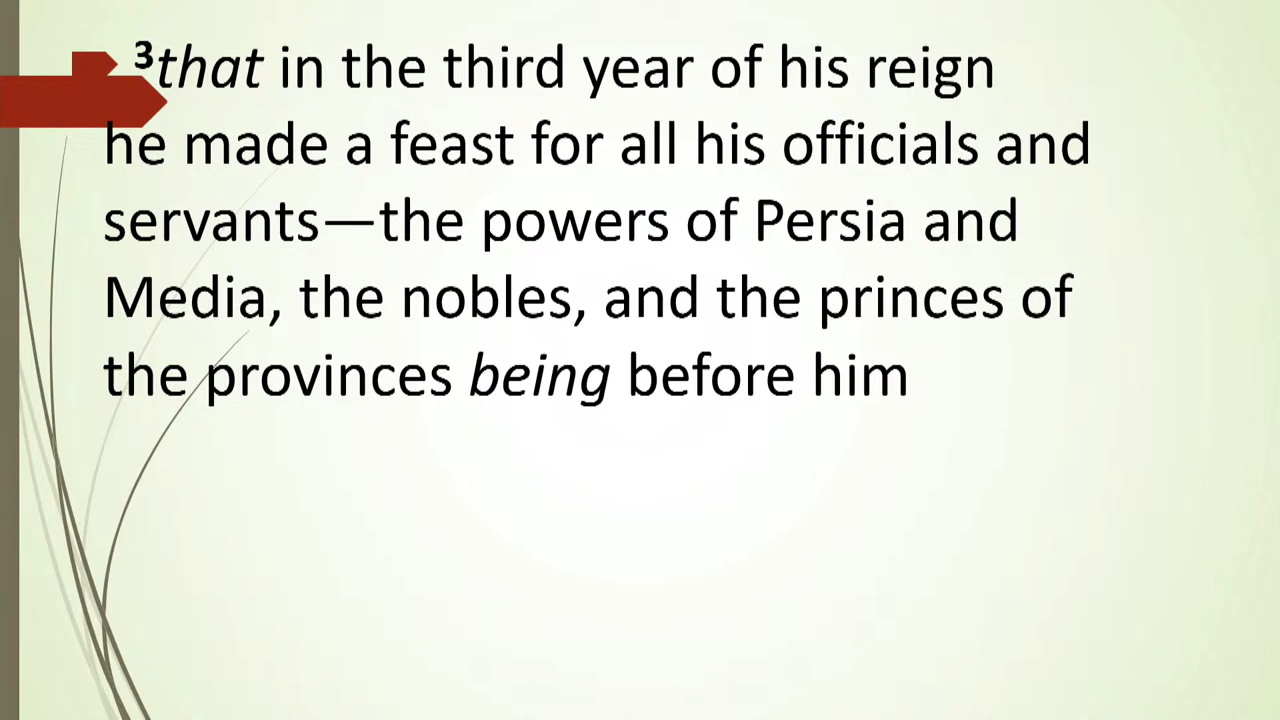 3that in the third year of his reign
he made a feast for all his officials and
servants—the powers of Persia and
Media, the nobles, and the princes of
the provinces being before him